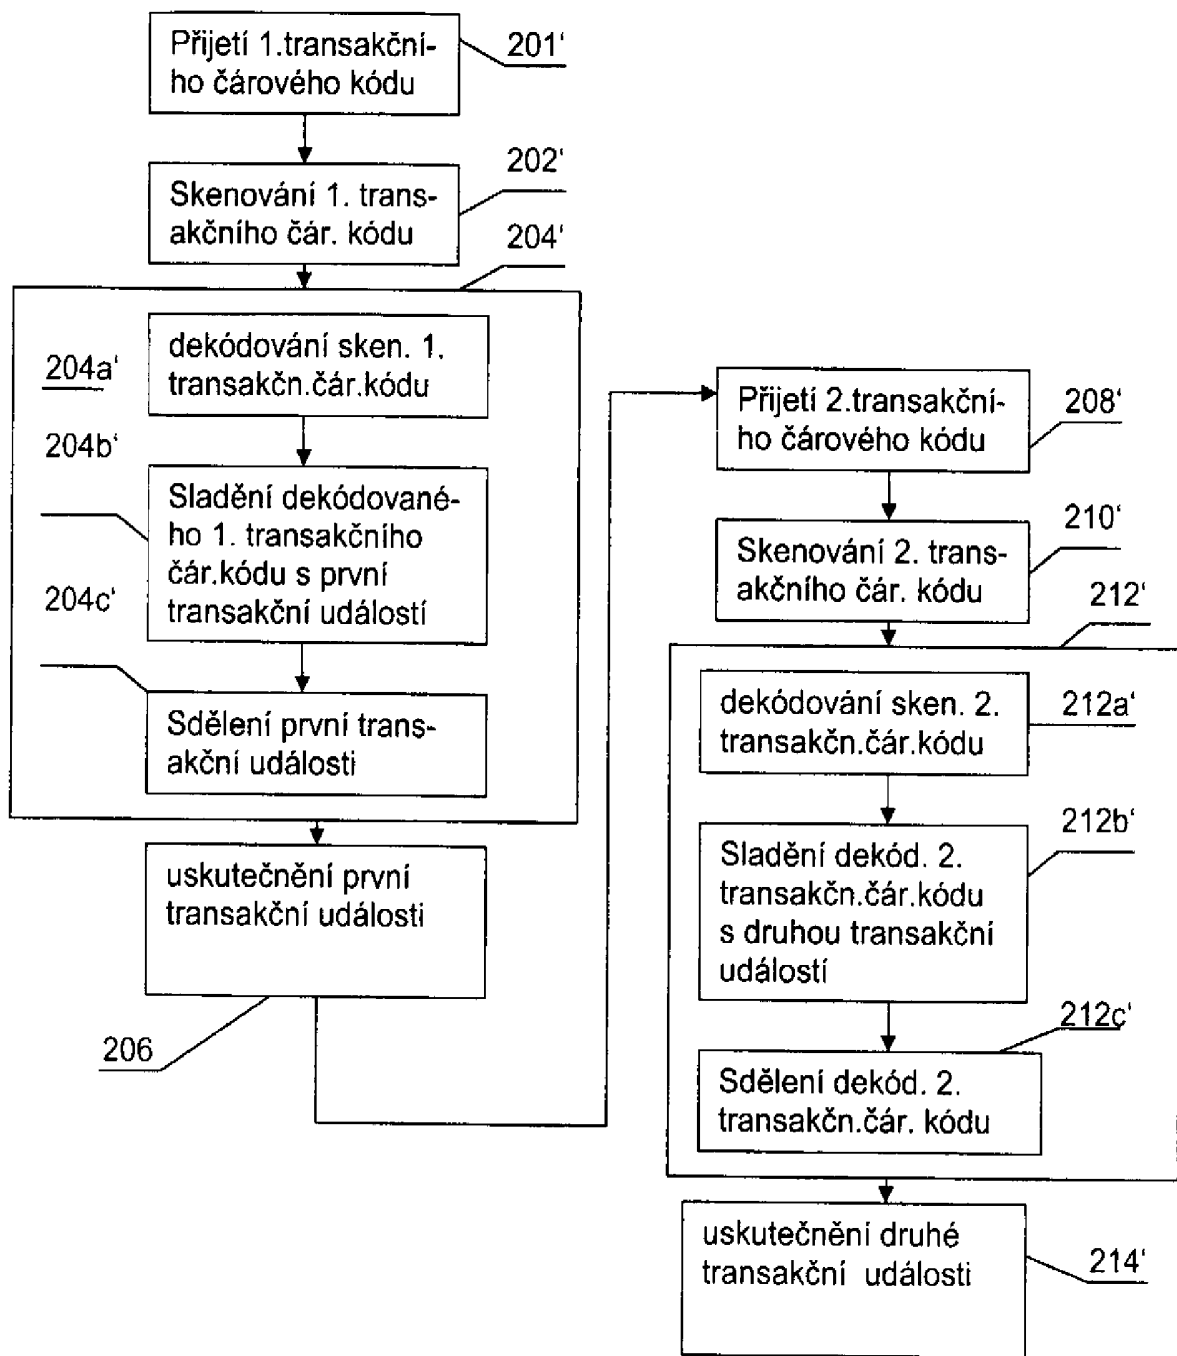 Přijetí 1.transakční-
ho čárového kódu
201‘
Skenování 1. trans-
akčního čár. kódu
202‘
204‘
dekódování sken. 1.
transakčn.čár.kódu
204a‘
204b‘
Sladění dekódované-
ho 1. transakčního
čár.kódu s první
transakční událostí
204c‘
Sdělení první trans-
akční události
uskutečnění první
transakční události
206
Přijetí 2.transakční-
ho čárového kódu
208‘
Skenování 2. trans-
akčního čár. kódu
210‘
212‘
dekódování sken. 2.
transakčn.čár.kódu
212a‘
Sladění dekód. 2.
transakčn.čár.kódu
s druhou transakční
událostí
212b‘
212c‘
Sdělení dekód. 2.
transakčn.čár. kódu
uskutečnění druhé
transakční události
214‘